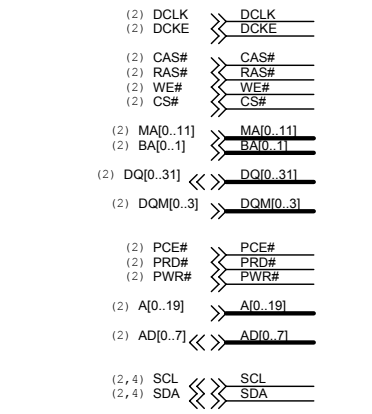 (2) DCLK DCLK
(2) DCKE DCKE
(2) CAS# CAS#
(2) RAS# RAS#
(2) WE# WE#
(2) CS# CS#
(2) MA[0..11] MA[0..11]
(2) BA[0..1] BA[0..1]
(2) DQ[0..31] DQ[0..31]
(2) DQM[0..3] DQM[0..3]
(2) PCE# PCE#
(2) PRD# PRD#
(2) PWR# PWR#
(2) A[0..19] A[0..19]
(2) AD[0..7] AD[0..7]
(2,4) SCL SCL
(2,4) SDA SDA